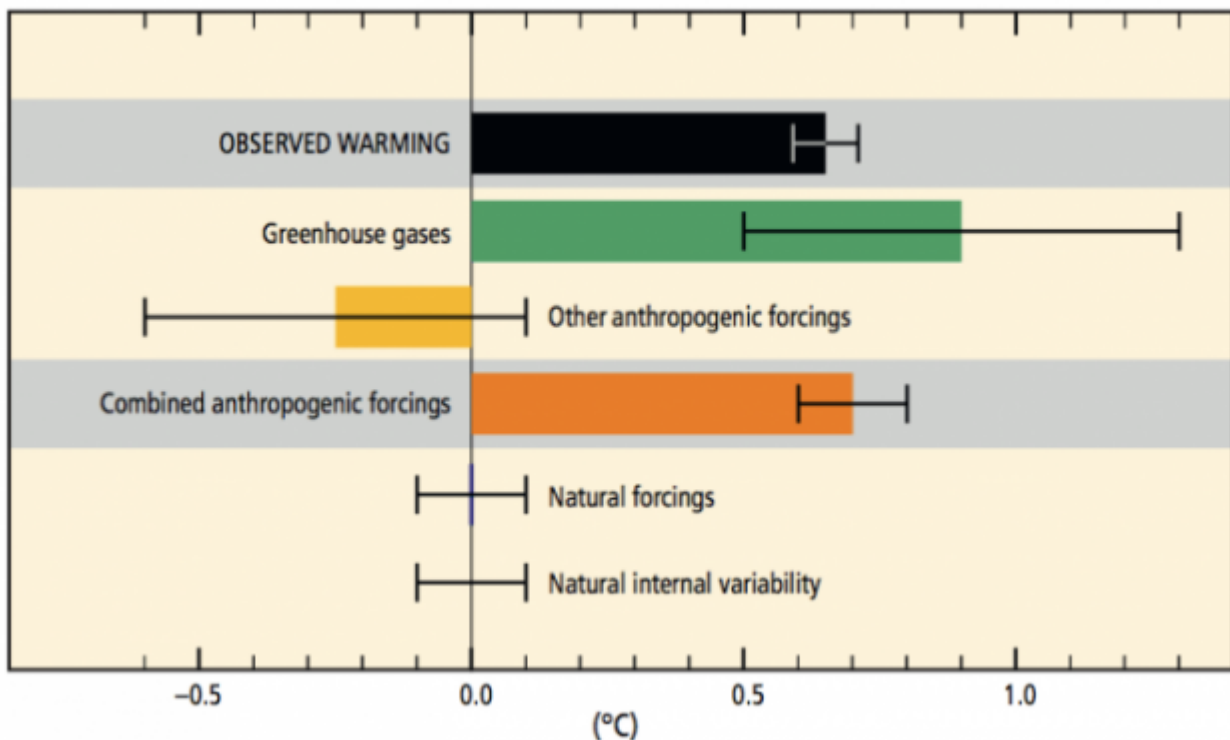 OBSERVED WARMING
Greenhouse gases
Other anthropogenic forcings
Combined anthropogenic forcings
Natural forcings
Natural internal variability
–0.5 0.0 0.5 1.0
(°C)